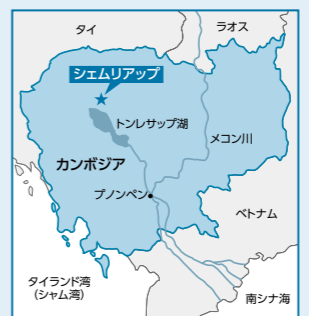 タイ
ラオス
シェムリアップ
トンレサップ湖
メコン川
カンボジア
プノンペン
ベトナム
タイランド湾
(シャム湾)
南シナ海